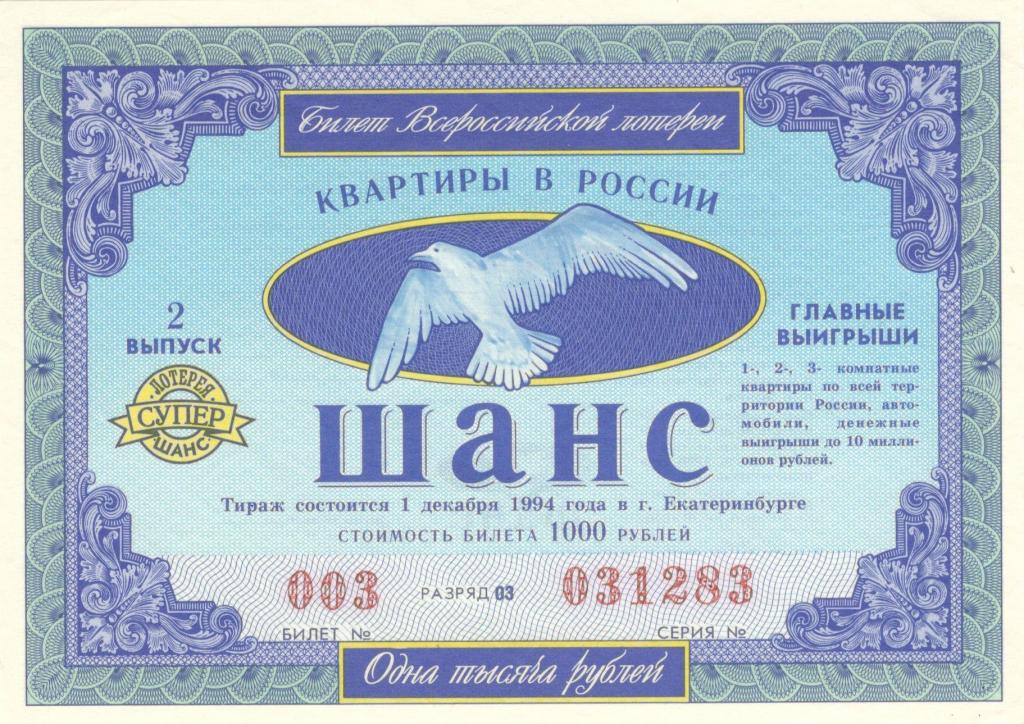 Билет Всероссийской лотереи
КВАРТИРЫ В РОССИИ
2
ВЫПУСК
ЛОТЕРЕЯ
СУПЕР
ШАНС
ГЛАВНЫЕ
ВЫИГРЫШИ
1-, 2-, 3- комнатные
квартиры по всей тер-
ритории России, авто-
мобили, денежные
выигрыши до 10 милли-
онов рублей.
шанс
Тираж состоится 1 декабря 1994 года в г. Екатеринбурге
СТОИМОСТЬ БИЛЕТА 1000 РУБЛЕЙ
003 РАЗРЯД 03 031283
БИЛЕТ № СЕРИЯ №
Одна тысяча рублей